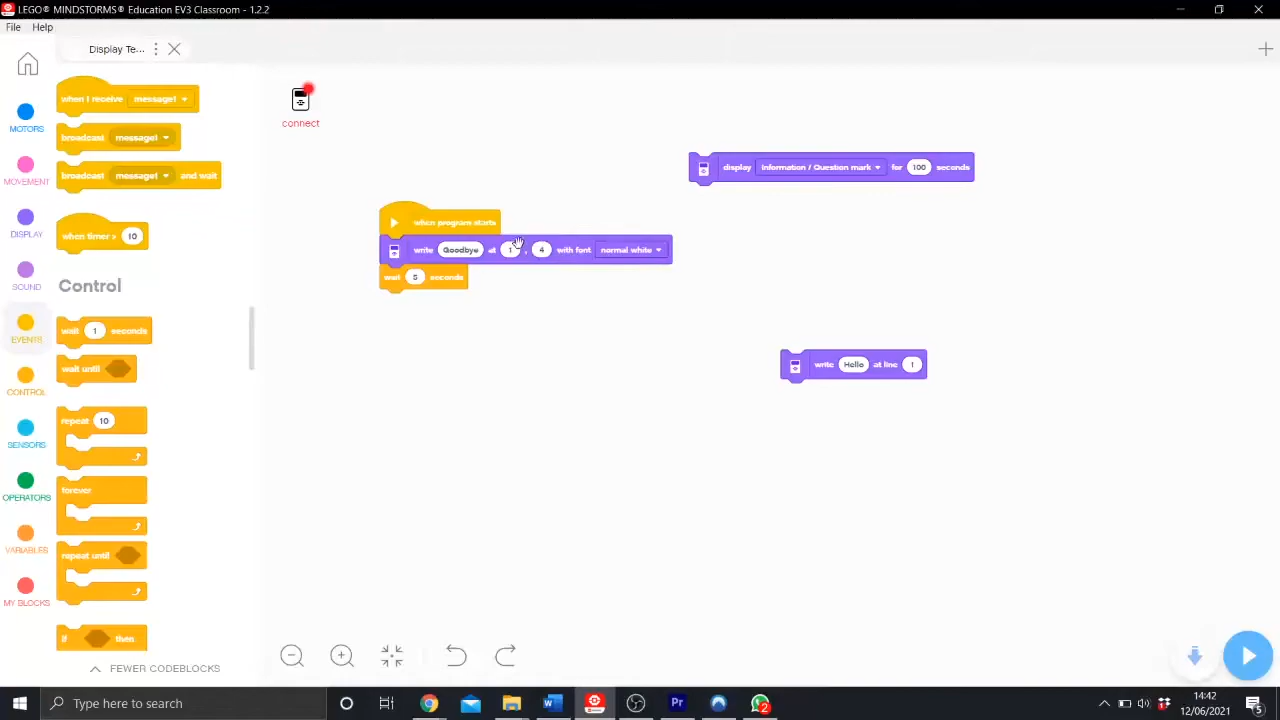 LEGO® MINDSTORMS® Education EV3 Classroom - 1.2.2
File Help
Display Te...
when I receive message1
connect
MOTORS
broadcast message1
MOVEMENT
broadcast message1 and wait
display Information / Question mark for 100 seconds
DISPLAY
when timer > 10
when program starts
write Goodbye at 1 , 4 with font normal white
SOUND
Control
wait 5 seconds
EVENTS
wait 1 seconds
wait until
write Hello at line 1
CONTROL
repeat 10
SENSORS
forever
OPERATORS
VARIABLES
repeat until
MY BLOCKS
if then
FEWER CODEBLOCKS
Type here to search
W
Pr
2
14:42
12/06/2021
5